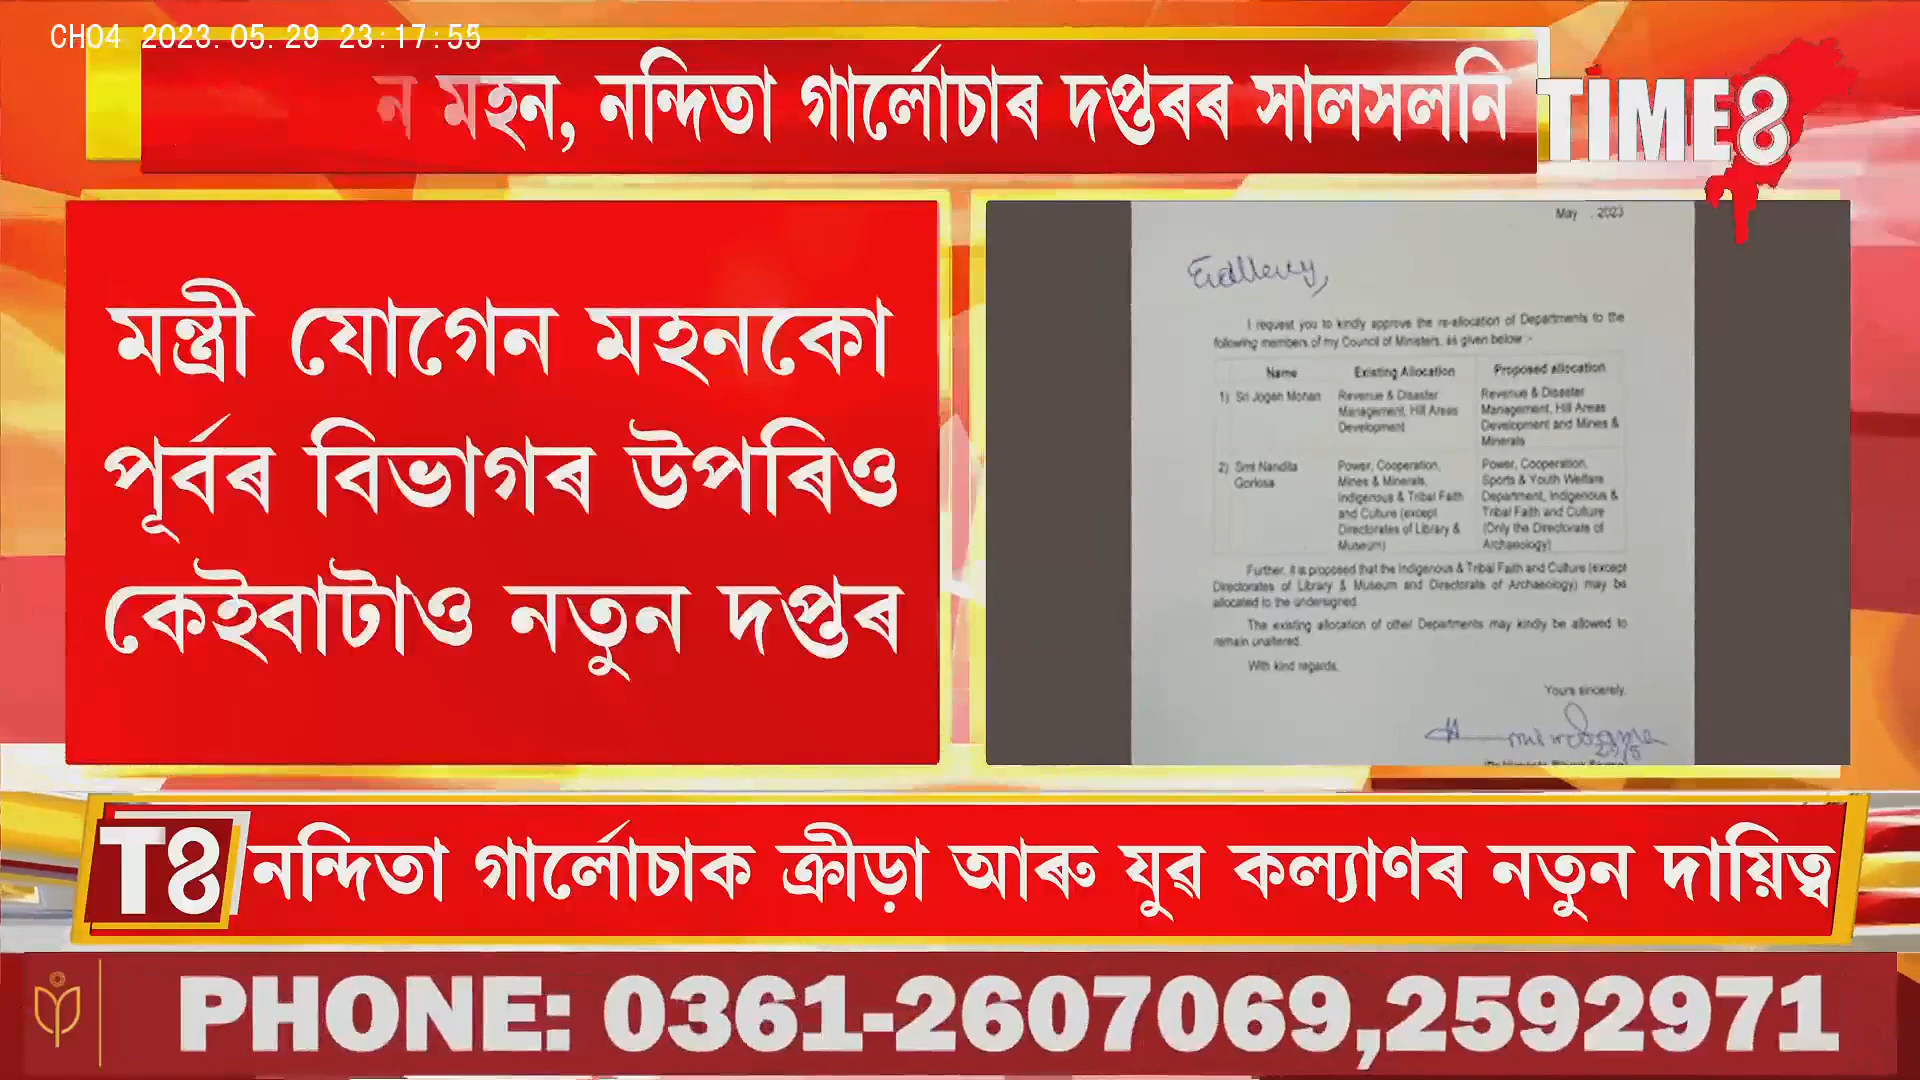 CH04 2023.05.29 23:17:55
ন মহন, নন্দিতা গাৰ্লোচাৰ দপ্তৰৰ সালসলনি
TIME8
মন্ত্ৰী যোগেন মহনকো
পূৰ্বৰ বিভাগৰ উপৰিও
কেইবাটাও নতুন দপ্তৰ
May . 2023
I request you to kindly approve the re-allocation of Departments to the
following members of my Council of Ministers, as given below :-
Name Existing Allocation Proposed allocation
1) Sri Jogen Mohan
Revenue & Disaster
Management, Hill Areas
Development
Revenue & Disaster
Management, Hill Areas
Development and Mines &
Minerals
2) Smt Nandita
Gorlosa
Power, Cooperation,
Mines & Minerals,
Indigenous & Tribal Faith
and Culture (except
Directorates of Library &
Museum)
Power, Cooperation,
Sports & Youth Welfare
Department, Indigenous &
Tribal Faith and Culture
(Only the Directorate of
Archaeology)
Further, it is proposed that the Indigenous & Tribal Faith and Culture (except
Directorates of Library & Museum and Directorate of Archaeology) may be
allocated to the undersigned.
The existing allocation of other Departments may kindly be allowed to
remain unaltered.
With kind regards,
Yours sincerely,
T8 নন্দিতা গাৰ্লোচাক ক্ৰীড়া আৰু যুৱ কল্যাণৰ নতুন দায়িত্ব
PHONE: 0361-2607069,2592971